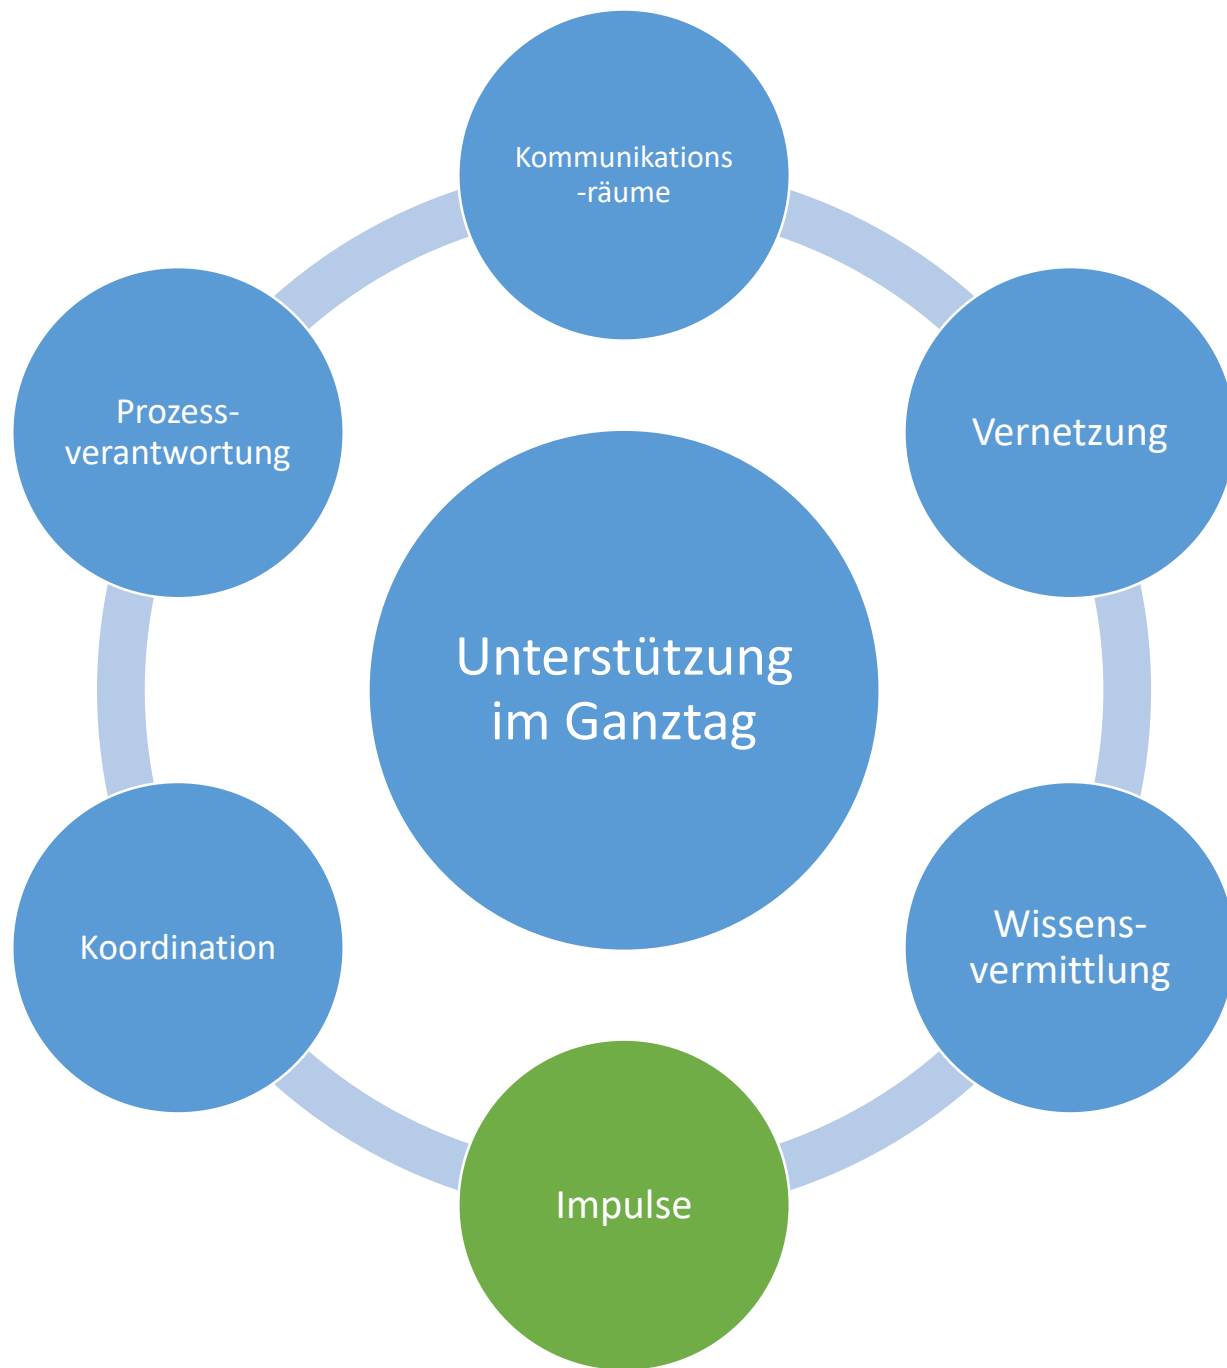 Kommunikations
-räume
Prozess-
verantwortung
Vernetzung
Unterstützung
im Ganztag
Koordination
Wissens-
vermittlung
Impulse